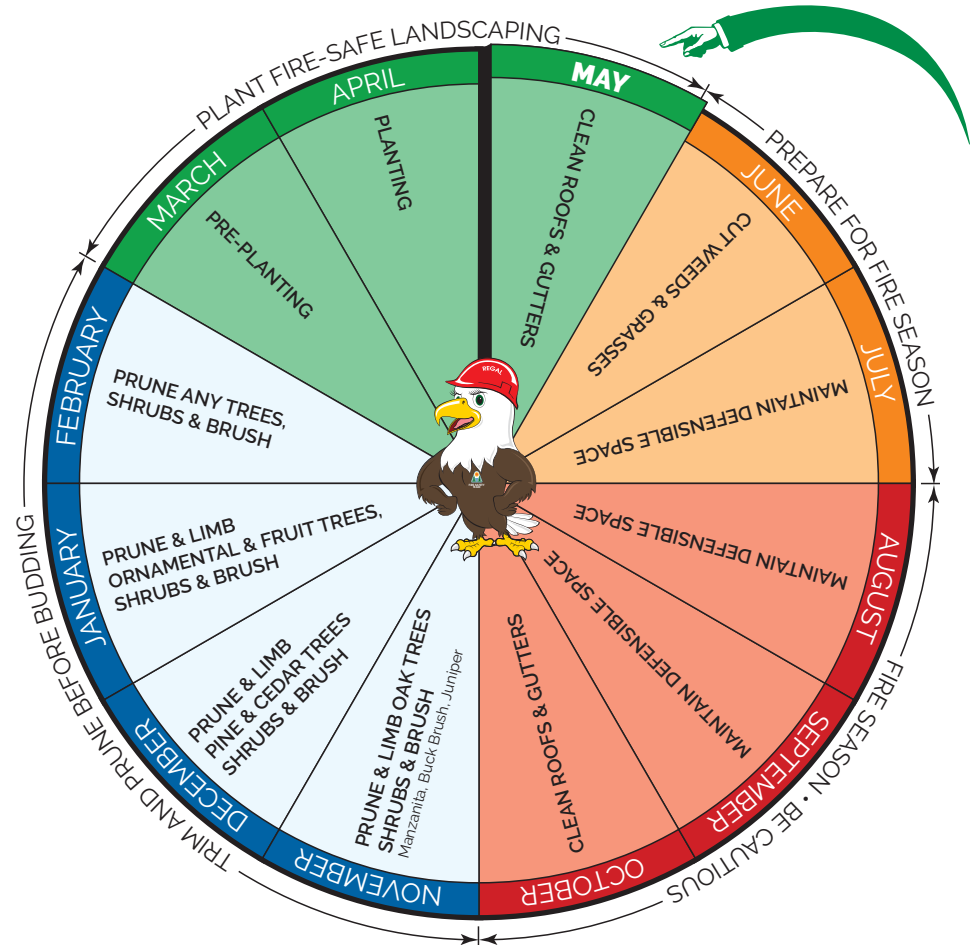 PLANT FIRE-SAFE LANDSCAPING
MARCH
PRE-PLANTING
APRIL
PLANTING
MAY
CLEAN ROOFS & GUTTERS
PREPARE FOR FIRE SEASON
JUNE
CUT WEEDS & GRASSES
JULY
MAINTAIN DEFENSIBLE SPACE
FIRE SEASON • BE CAUTIOUS
AUGUST
MAINTAIN DEFENSIBLE SPACE
SEPTEMBER
MAINTAIN DEFENSIBLE SPACE
OCTOBER
CLEAN ROOFS & GUTTERS
TRIM AND PRUNE BEFORE BUDDING
NOVEMBER
PRUNE & LIMB OAK TREES
SHRUBS & BRUSH
Manzanita, Buck Brush, Juniper
DECEMBER
PRUNE & LIMB
PINE & CEDAR TREES
SHRUBS & BRUSH
JANUARY
PRUNE & LIMB
ORNAMENTAL & FRUIT TREES,
SHRUBS & BRUSH
FEBRUARY
PRUNE ANY TREES,
SHRUBS & BRUSH
REGAL